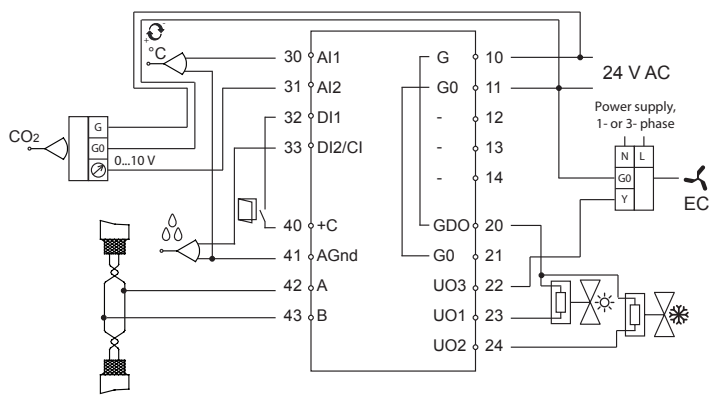 + -
°C
30 AI1 G 10
31 AI2 G0 11
24 V AC
32 DI1 - 12
33 DI2/CI - 13
- 14
Power supply,
1- or 3- phase
N L
G0
Y
EC
CO2
G
G0
0...10 V
40 +C GDO 20
41 AGnd G0 21
42 A UO3 22
43 B UO1 23
UO2 24